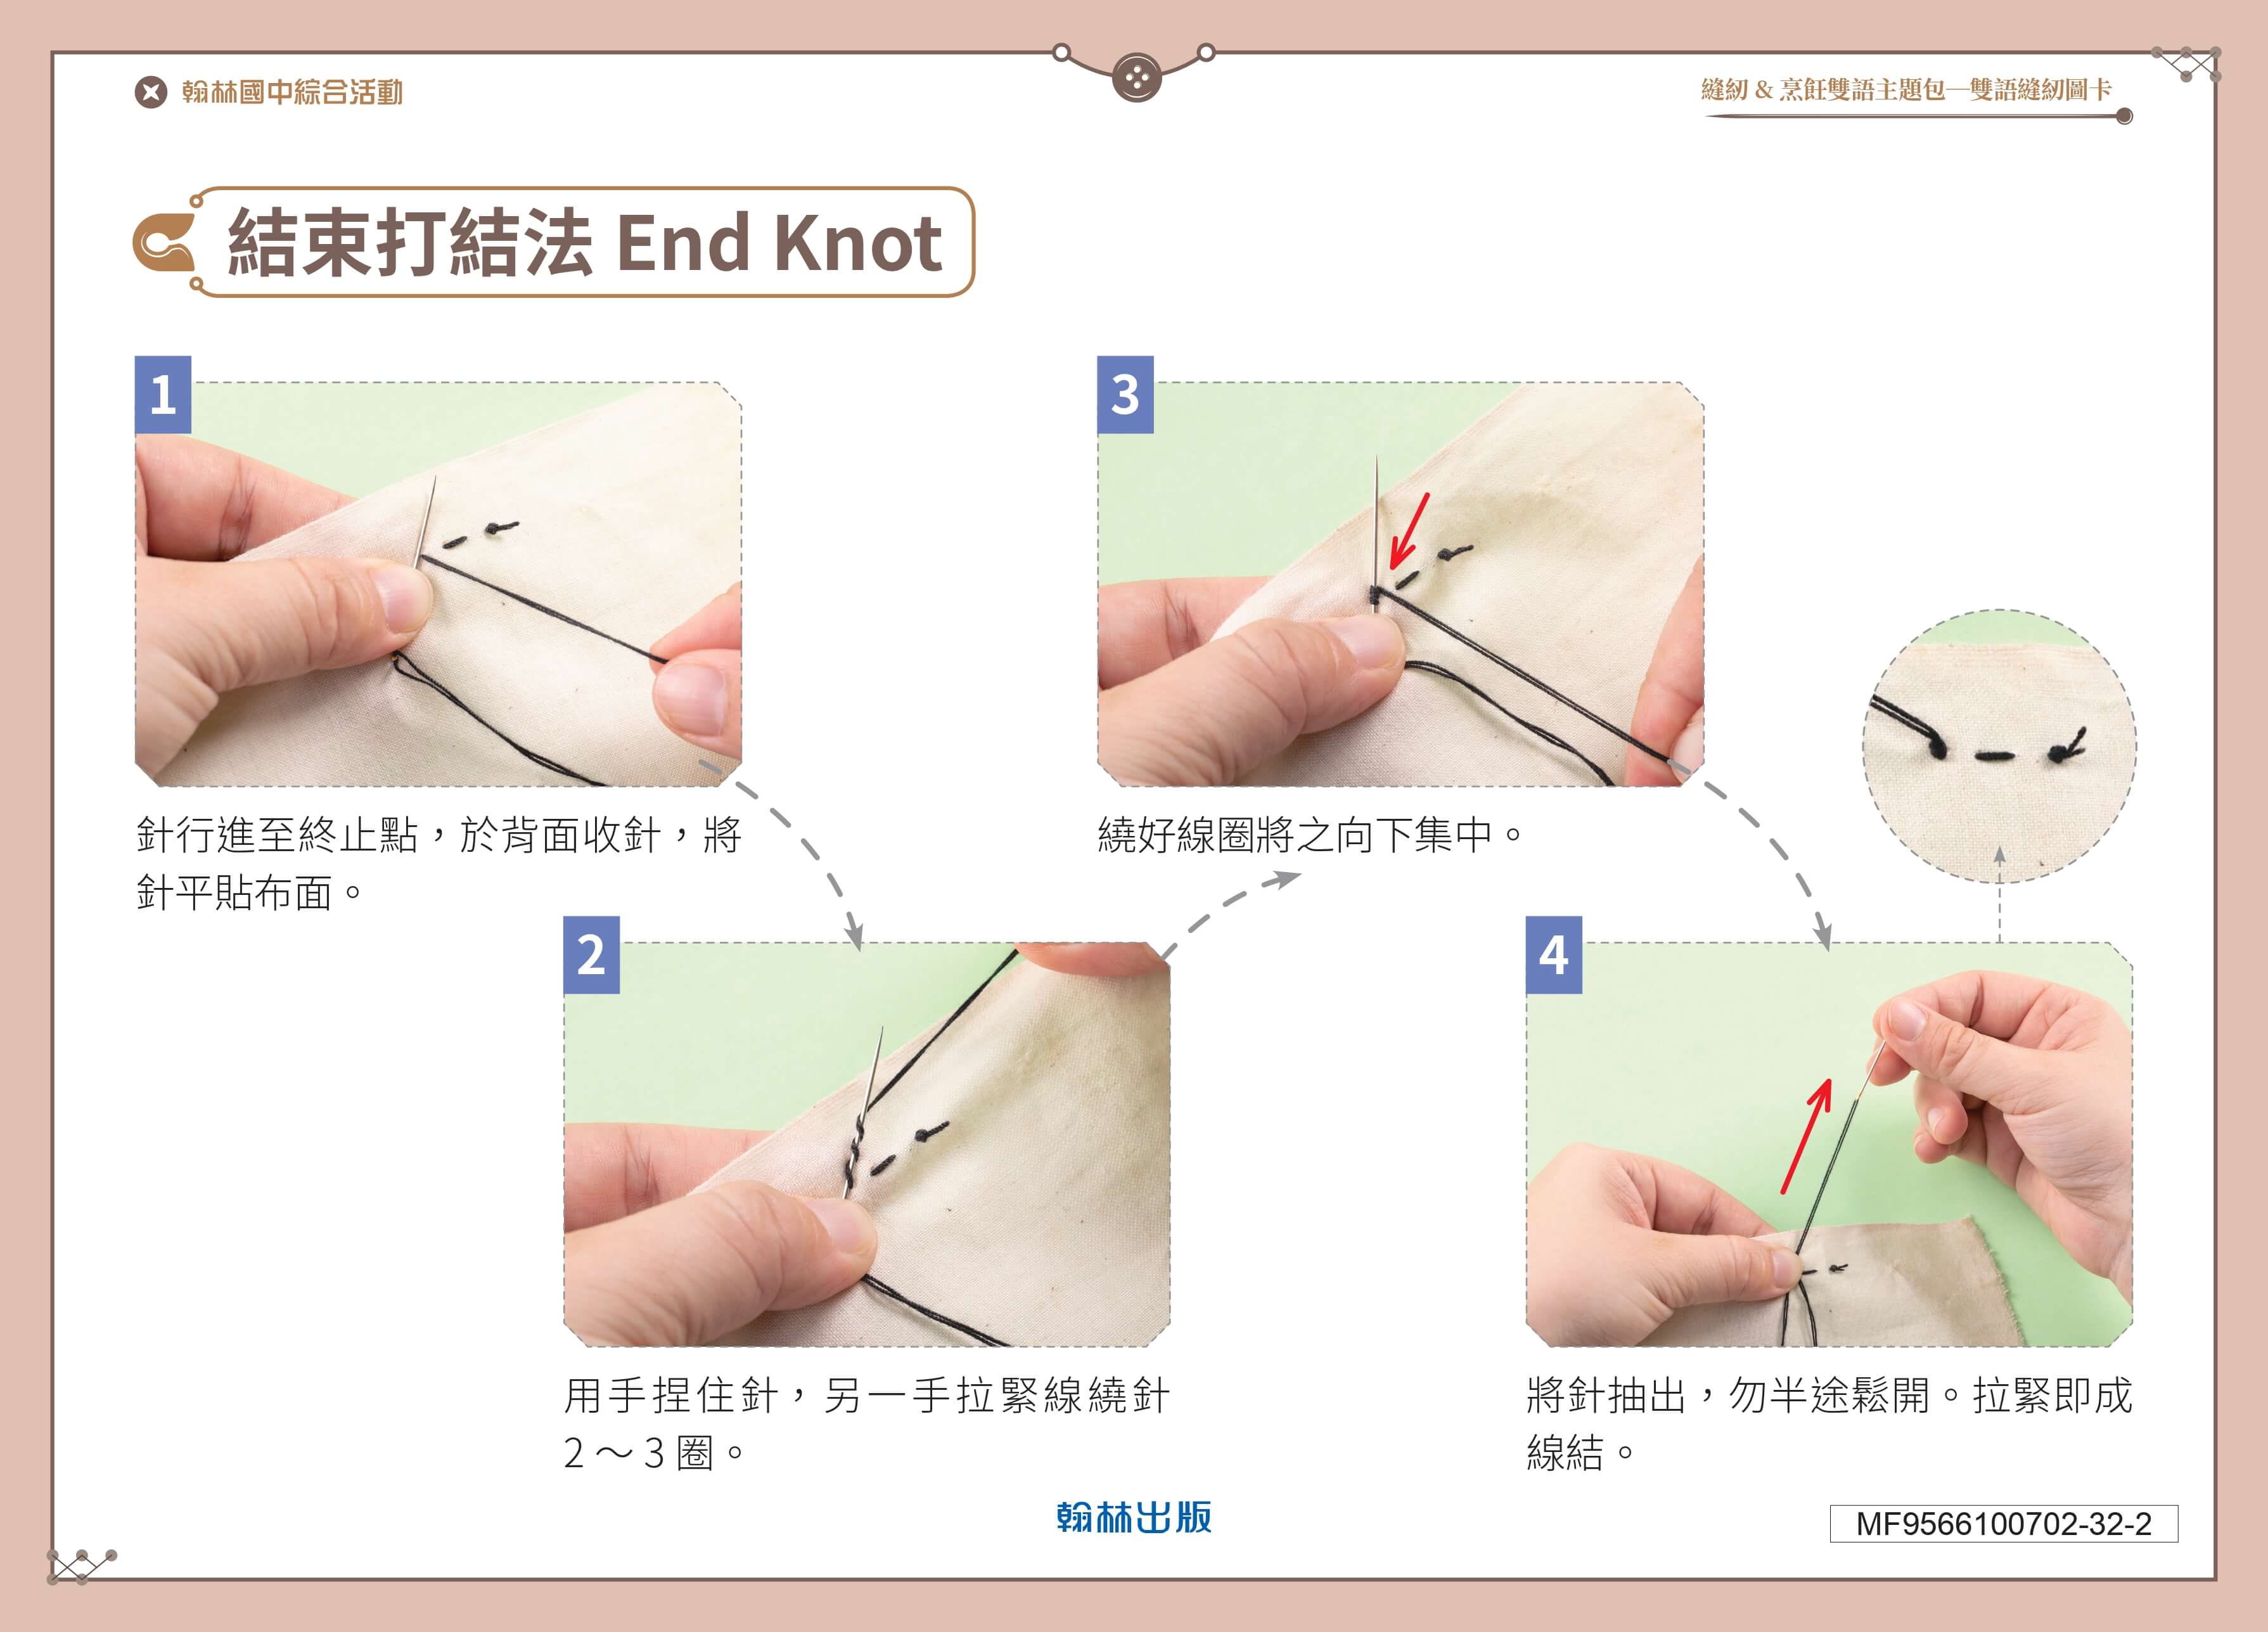 翰林國中綜合活動
縫紉 & 烹飪雙語主題包─雙語縫紉圖卡
結束打結法 End Knot
1
針行進至終止點，於背面收針，將
針平貼布面。
2
用手捏住針，另一手拉緊線繞針
2～3 圈。
3
繞好線圈將之向下集中。
4
將針抽出，勿半途鬆開。拉緊即成
線結。
翰林出版
MF9566100702-32-2